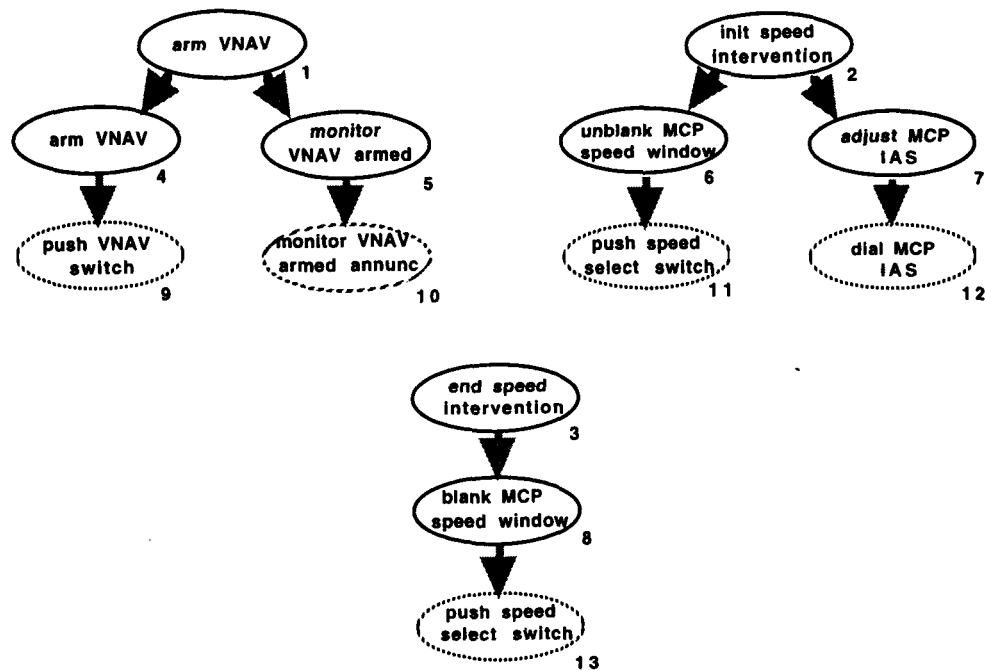 arm VNAV
1
init speed
intervention
2
arm VNAV
4
monitor
VNAV armed
5
unblank MCP
speed window
6
adjust MCP
IAS
7
push VNAV
switch
9
monitor VNAV
armed annunc
10
push speed
select switch
11
dial MCP
IAS
12
end speed
intervention
3
blank MCP
speed window
8
push speed
select switch
13